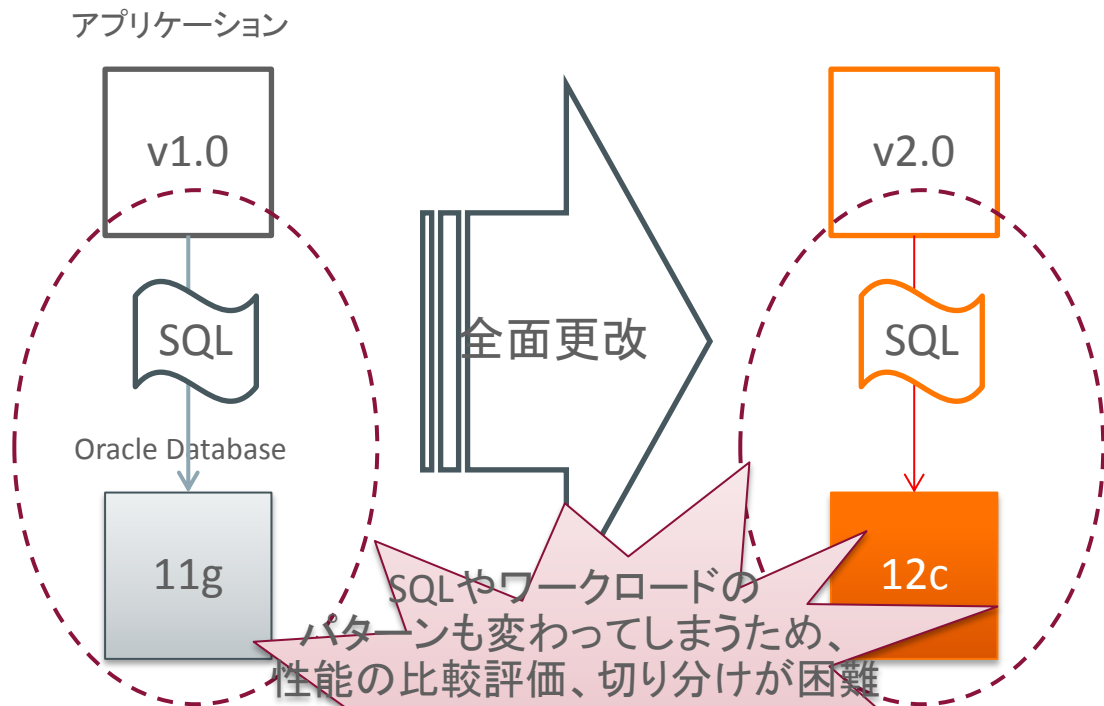 アプリケーション
v1.0
v2.0
SQL
全面更改
SQL
Oracle Database
11g
12c
SQLやワークロードの
パターンも変わってしまうため、
性能の比較評価、切り分けが困難